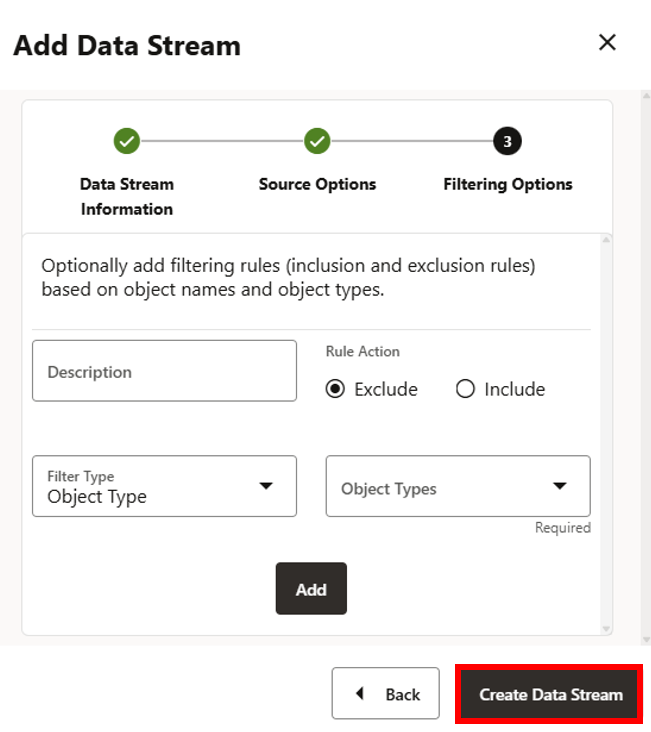 Add Data Stream
3
Data Stream
Information
Source Options
Filtering Options
Optionally add filtering rules (inclusion and exclusion rules)
based on object names and object types.
Description
Rule Action
Exclude
Include
Filter Type
Object Type
Object Types
Required
Add
Back
Create Data Stream